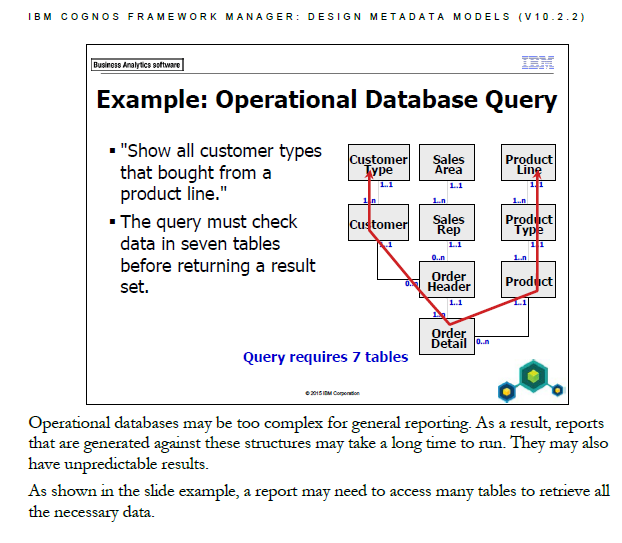 IBM COGNOS FRAMEWORK MANAGER: DESIGN METADATA MODELS (V10.2.2)
Business Analytics software
IBM
Example: Operational Database Query
▪ "Show all customer types
that bought from a
product line."
▪ The query must check
data in seven tables
before returning a result
set.
Customer
Type
Sales
Area
Product
Line
1..1
1..1
1..1
1..n
1..n
1..n
Customer
Sales
Rep
Product
Type
1..1
1..1
1..1
0..n
1..n
0..n
Order
Header
Product
1..1
1..1
1..n
Order
Detail
0..n
Query requires 7 tables
© 2015 IBM Corporation
Operational databases may be too complex for general reporting. As a result, reports
that are generated against these structures may take a long time to run. They may also
have unpredictable results.
As shown in the slide example, a report may need to access many tables to retrieve all
the necessary data.